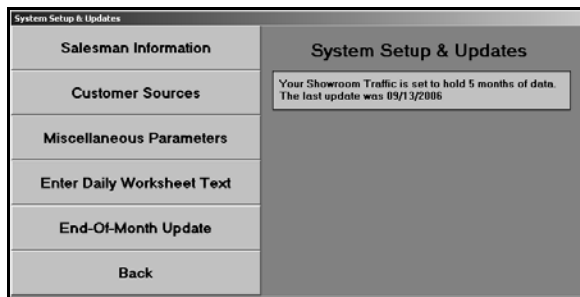 System Setup & Updates
Salesman Information
Customer Sources
Miscellaneous Parameters
Enter Daily Worksheet Text
End-Of-Month Update
Back
System Setup & Updates
Your Showroom Traffic is set to hold 5 months of data.
The last update was 09/13/2006